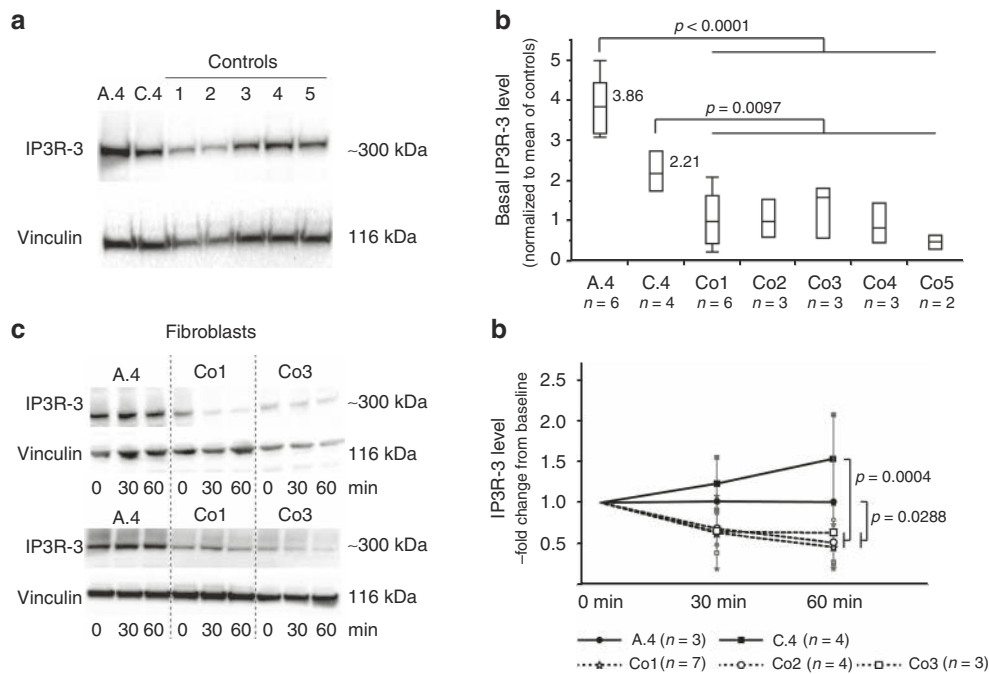 a
Controls
A.4 C.4 1 2 3 4 5
IP3R-3 ~300 kDa
Vinculin 116 kDa
b
p < 0.0001
p = 0.0097
3.86
2.21
Basal IP3R-3 level
(normalized to mean of controls)
5
4
3
2
1
0
A.4 C.4 Co1 Co2 Co3 Co4 Co5
n = 6 n = 4 n = 6 n = 3 n = 3 n = 3 n = 2
c
Fibroblasts
A.4 Co1 Co3
IP3R-3 ~300 kDa
Vinculin 116 kDa
0 30 60 0 30 60 0 30 60 min
A.4 Co1 Co3
IP3R-3 ~300 kDa
Vinculin 116 kDa
0 30 60 0 30 60 0 30 60 min
b
IP3R-3 level
–fold change from baseline
2.5
2.0
1.5
1.0
0.5
p = 0.0004
p = 0.0288
0 min 30 min 60 min
A.4 (n = 3) C.4 (n = 4)
Co1 (n = 7) Co2 (n = 4) Co3 (n = 3)